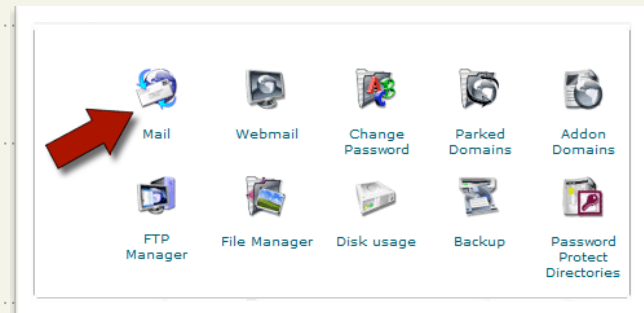 Mail
Webmail
Change
Password
Parked
Domains
Addon
Domains
FTP
Manager
File Manager
Disk usage
Backup
Password
Protect
Directories